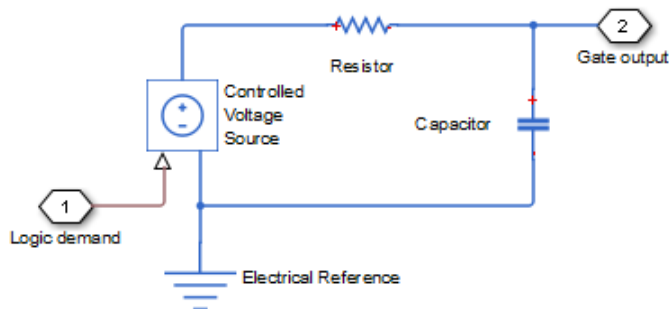 2
Gate output
Resistor
Controlled
Voltage
Source
Capacitor
1
Logic demand
Electrical Reference